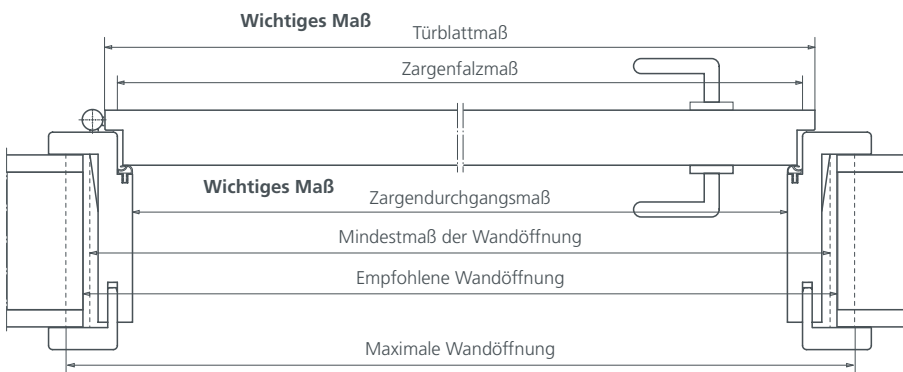 Wichtiges Maß
Türblattmaß
Zargenfalzmaß
Wichtiges Maß
Zargendurchgangsmaß
Mindestmaß der Wandöffnung
Empfohlene Wandöffnung
Maximale Wandöffnung